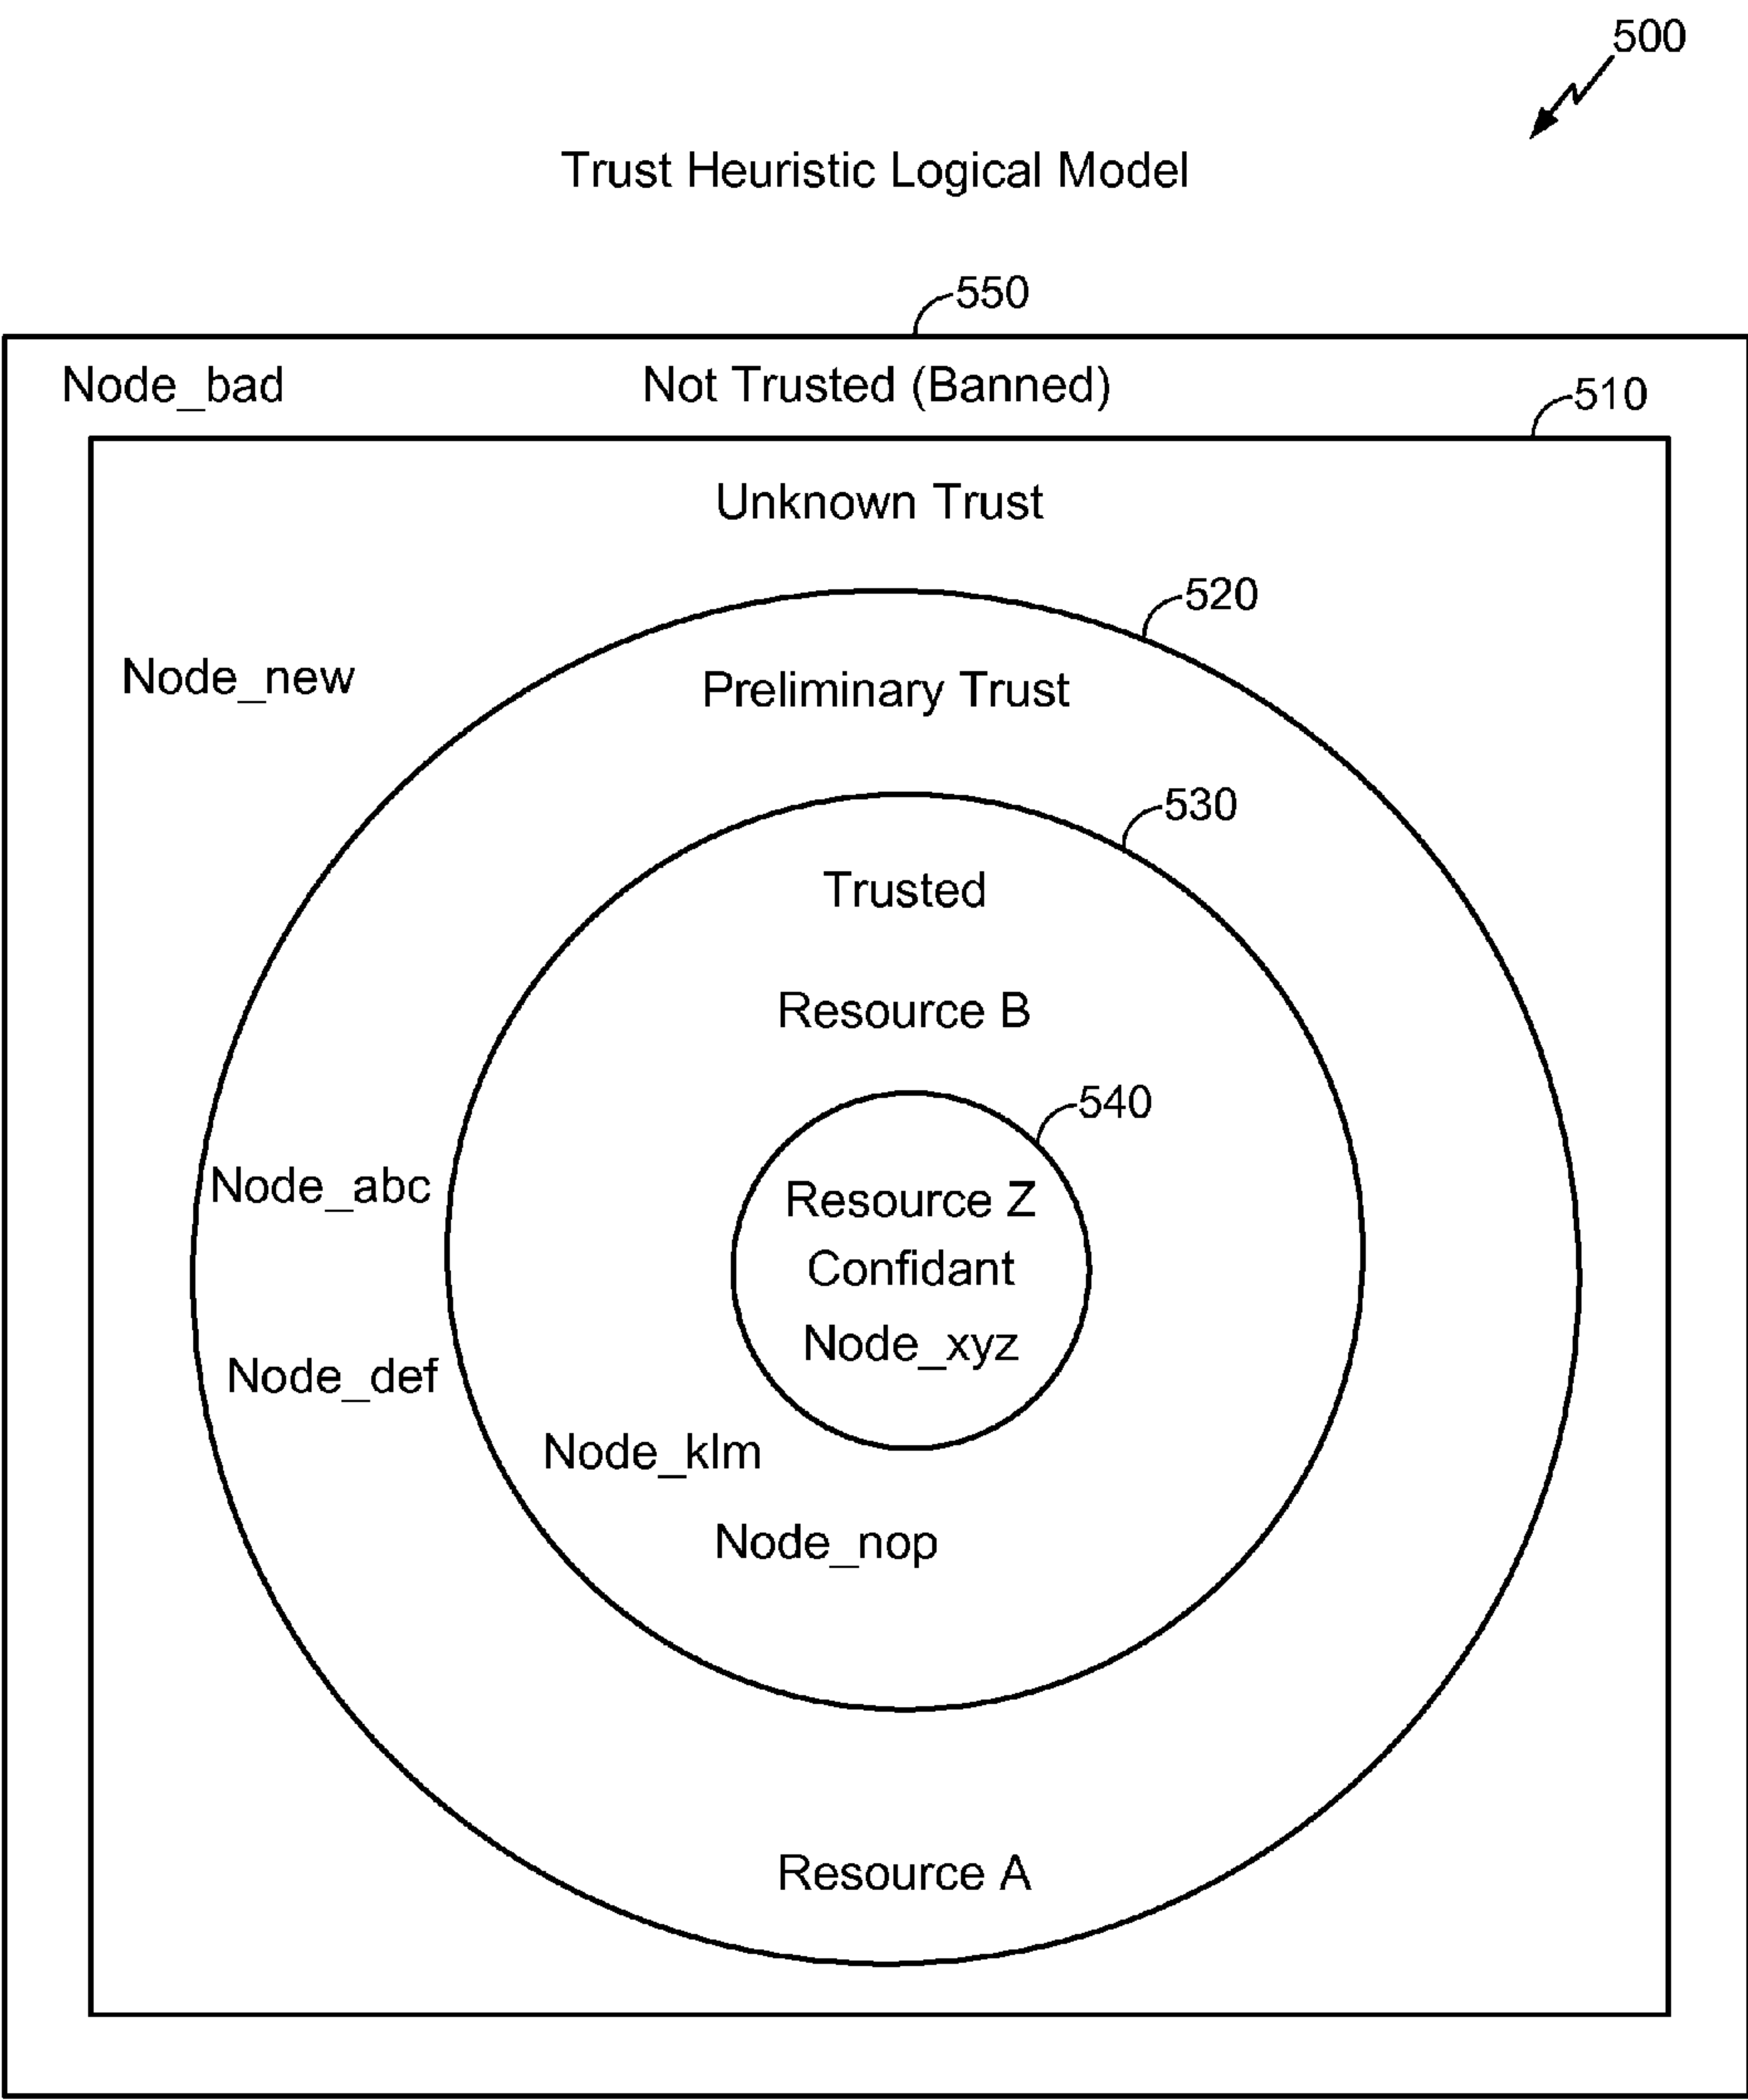 500
Trust Heuristic Logical Model
550
Node_bad
Not Trusted (Banned)
510
Unknown Trust
520
Node_new
Preliminary Trust
530
Trusted
Resource B
540
Node_abc
Resource Z
Confidant
Node_xyz
Node_def
Node_klm
Node_nop
Resource A